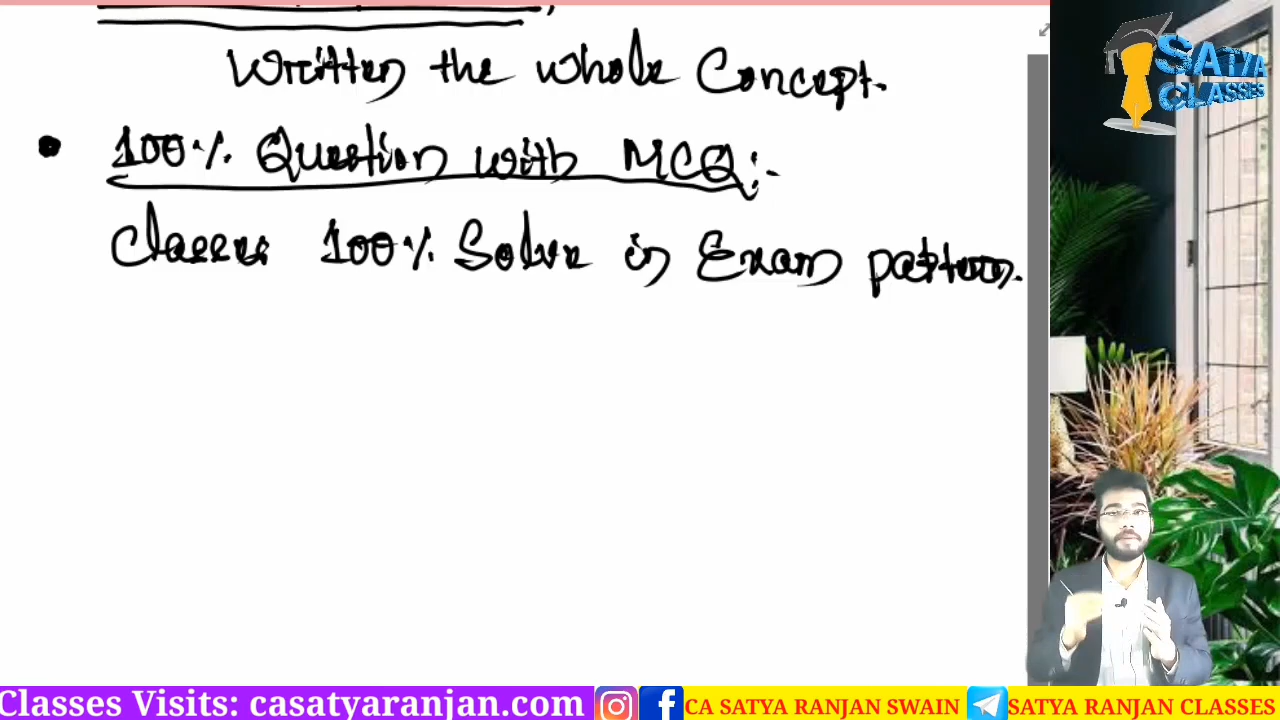 Written the whole Concept.
SATYA
CLASSES
• 100% Question with MCQ:-
Classes 100% Solve in Exam pattern.
Classes Visits: casatyaranjan.com
CA SATYA RANJAN SWAIN
SATYA RANJAN CLASSES